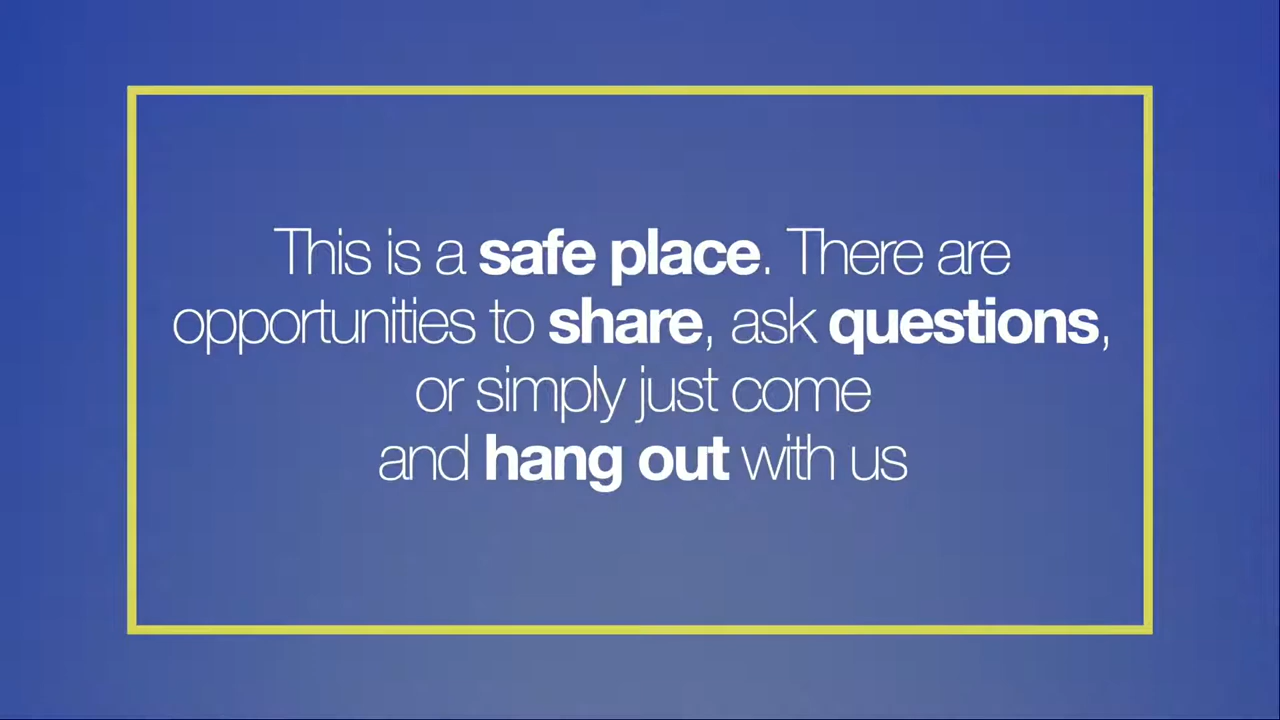 This is a safe place. There are
opportunities to share, ask questions,
or simply just come
and hang out with us